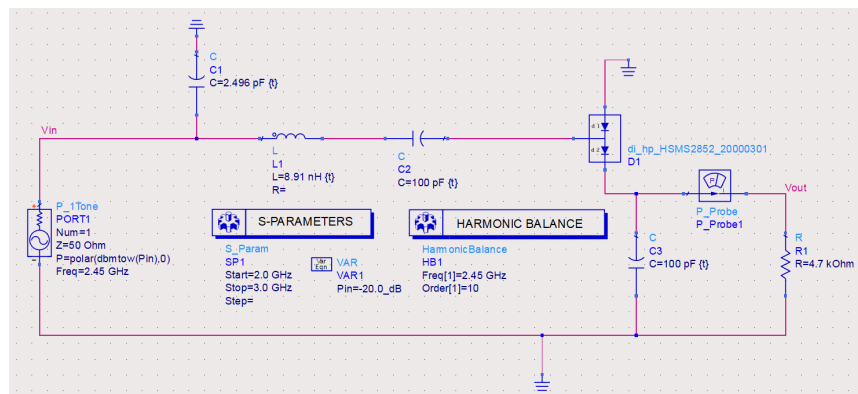 C
C1
C=2.496 pF {t}
Vin
L
L1
L=8.91 nH {t}
R=
C
C2
C=100 pF {t}
d1
d2
di_hp_HSMS2852_20000301
D1
P_1Tone
PORT1
Num=1
Z=50 Ohm
P=polar(dbmtow(Pin),0)
Freq=2.45 GHz
S-PARAMETERS
S_Param
SP1
Start=2.0 GHz
Stop=3.0 GHz
Step=
Var
Eqn
VAR
VAR1
Pin=-20.0_dB
HARMONIC BALANCE
HarmonicBalance
HB1
Freq[1]=2.45 GHz
Order[1]=10
P
P_Probe
P_Probe1
Vout
C
C3
C=100 pF {t}
R
R1
R=4.7 kOhm